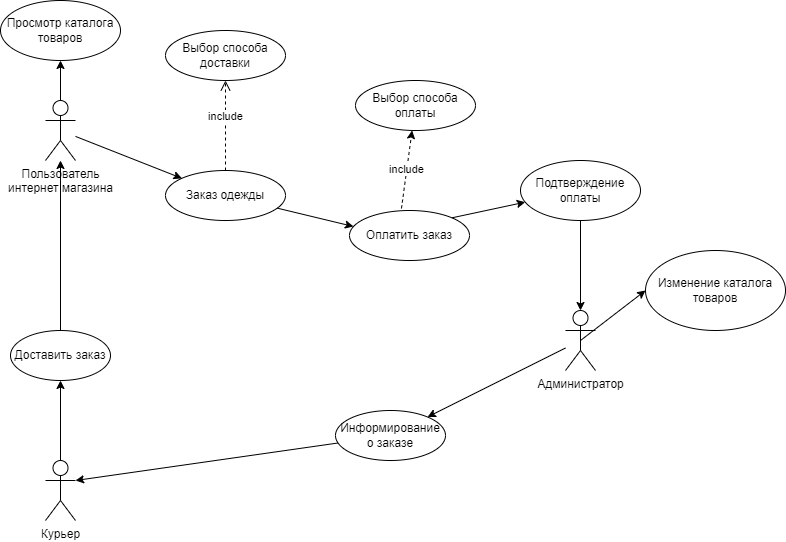 Просмотр каталога
товаров
Выбор способа
доставки
Выбор способа
оплаты
include
include
Пользователь
интернет магазина
Заказ одежды
Оплатить заказ
Подтверждение
оплаты
Изменение каталога
товаров
Доставить заказ
Администратор
Информирование
о заказе
Курьер